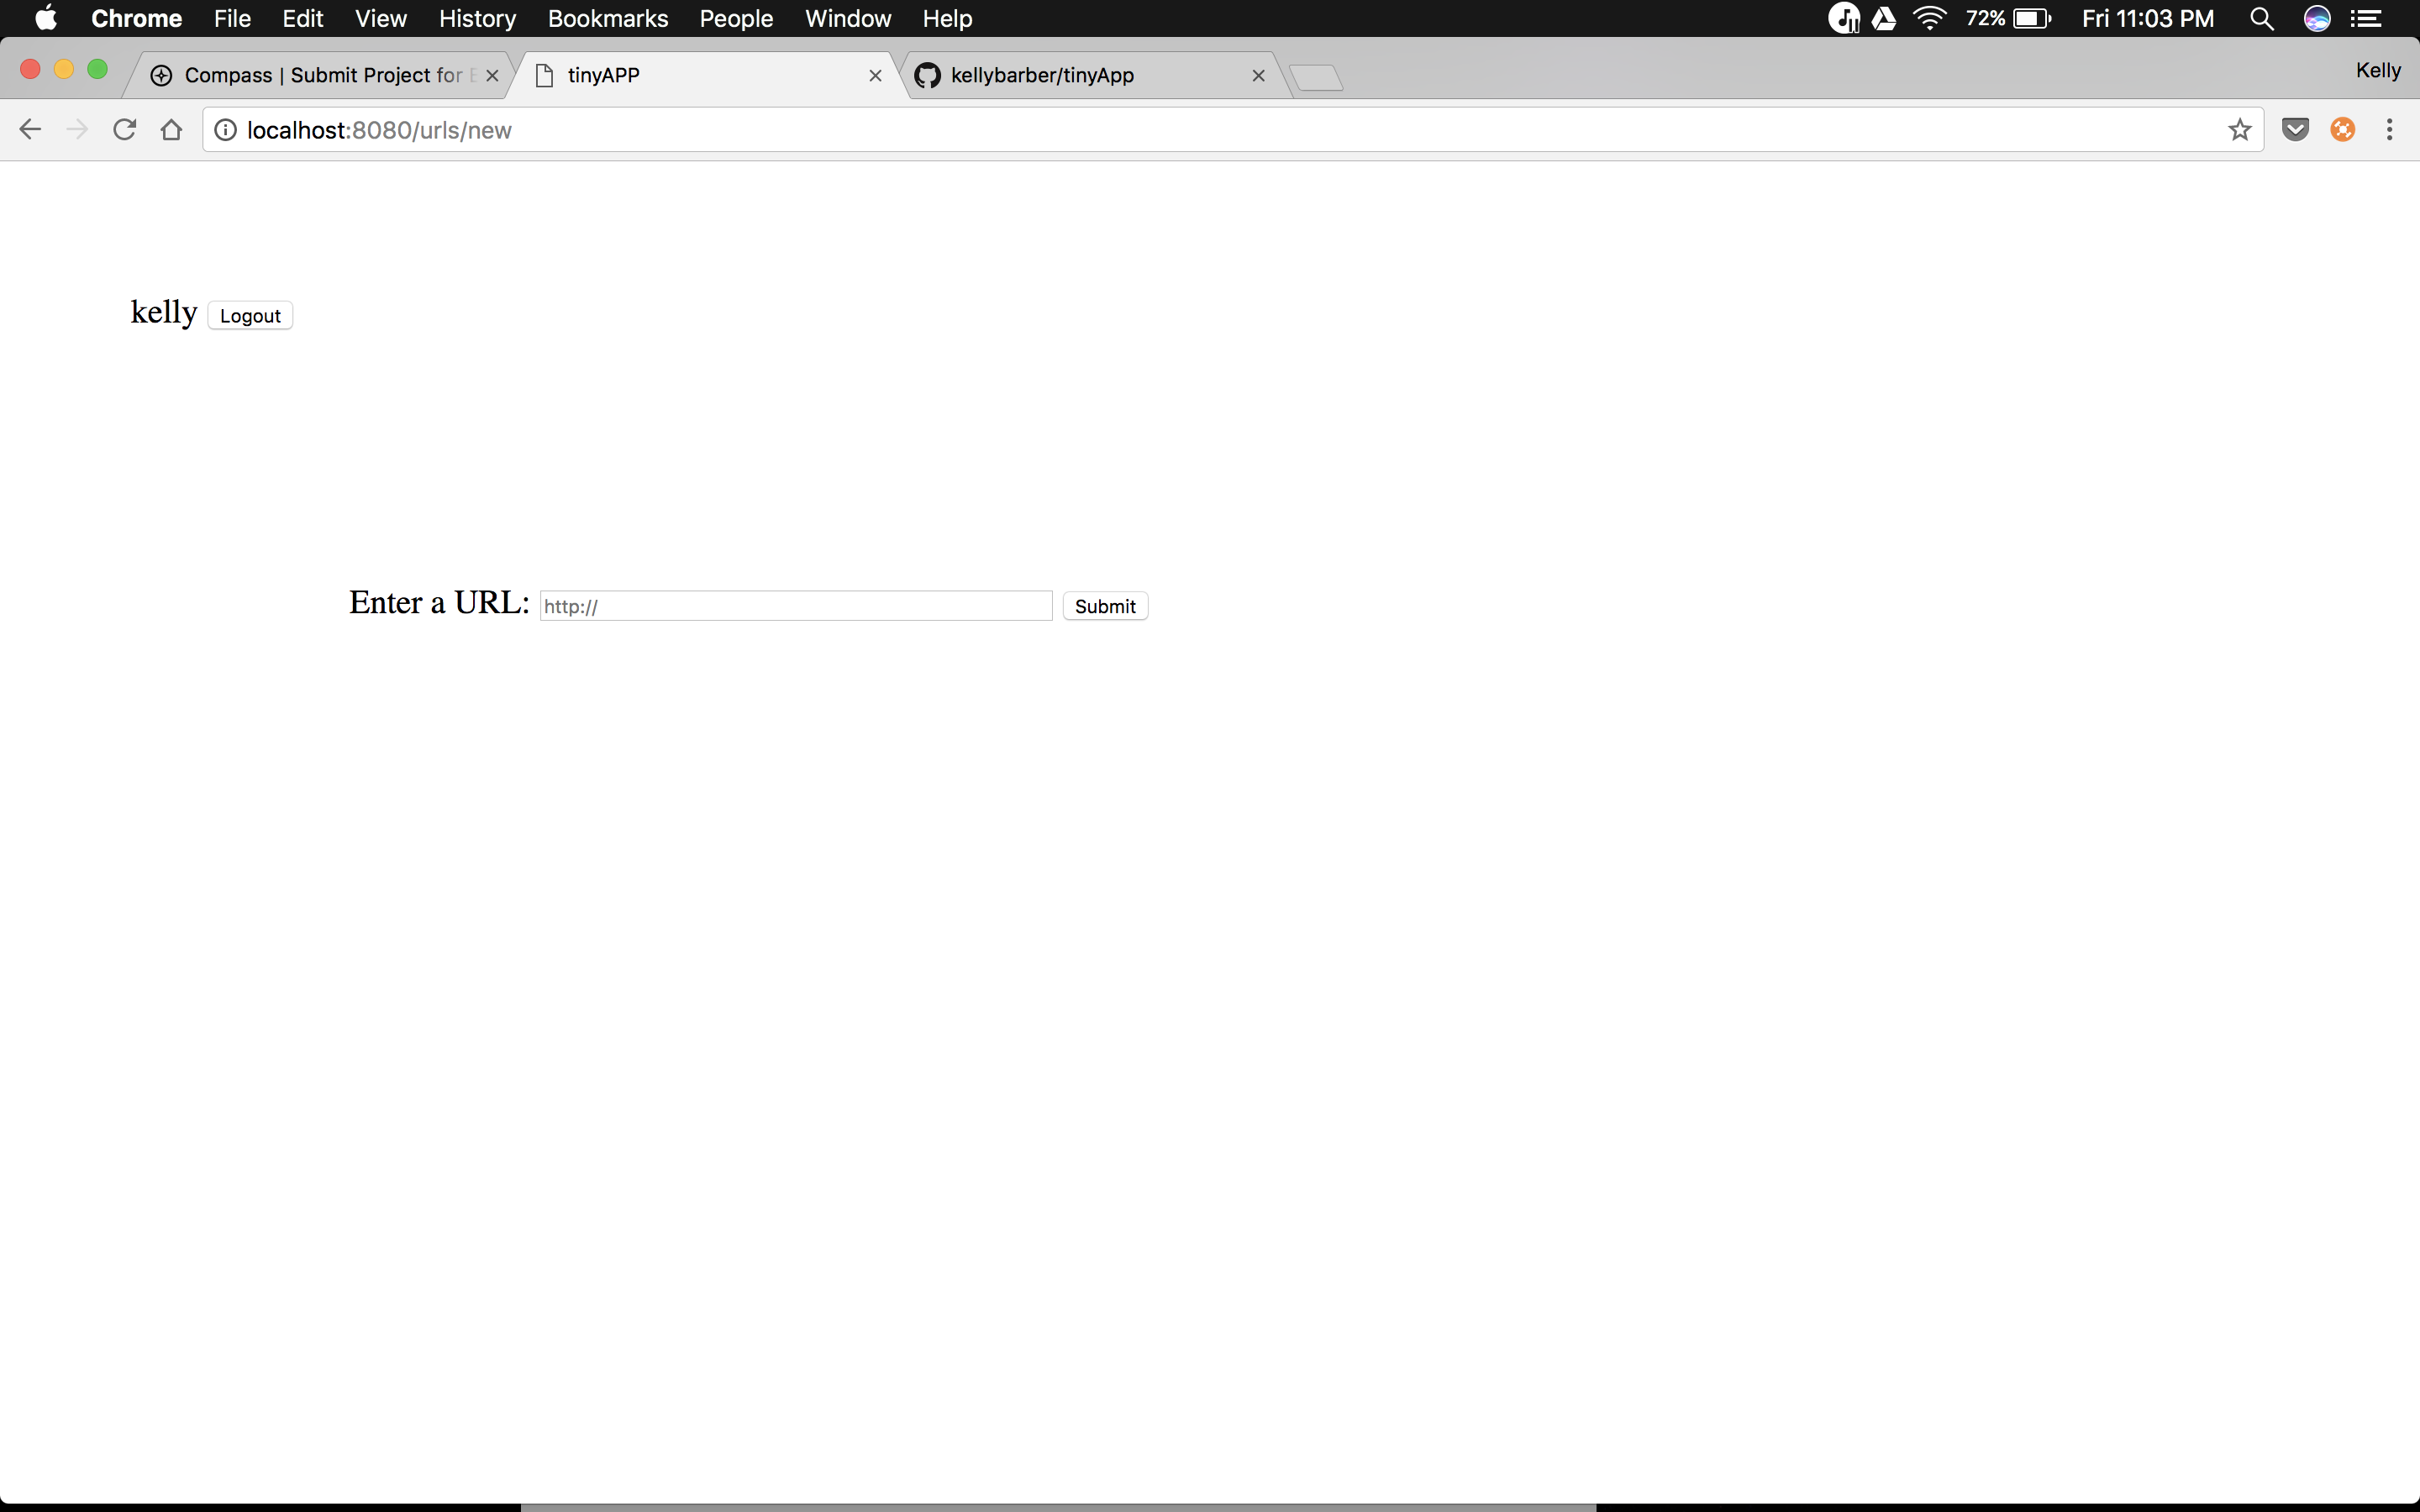 Chrome File Edit View History Bookmarks People Window Help 72% Fri 11:03 PM
Compass | Submit Project for E tinyAPP kellybarber/tinyApp Kelly
localhost:8080/urls/new
kelly Logout
Enter a URL: http:// Submit